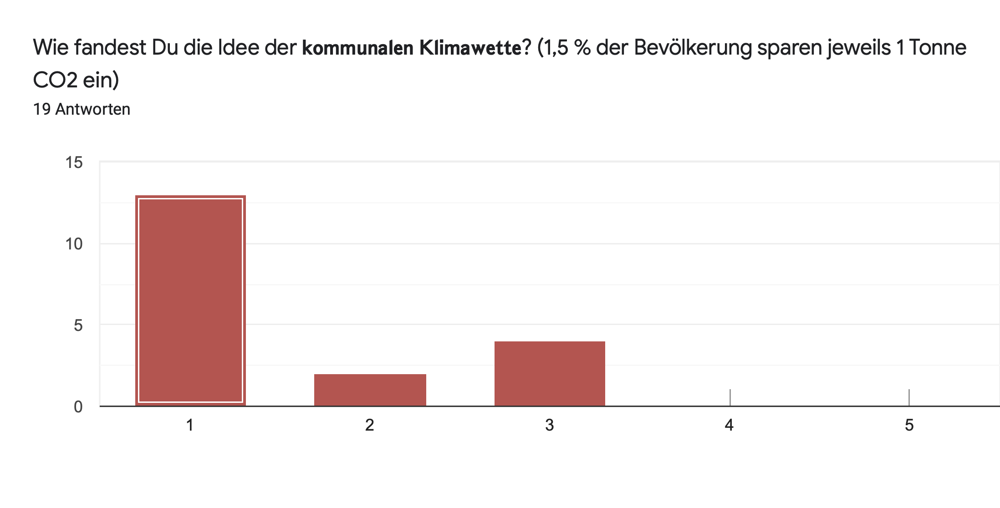 Wie fandest Du die Idee der kommunalen Klimawette? (1,5 % der Bevölkerung sparen jeweils 1 Tonne
CO2 ein)
19 Antworten
15
10
5
0
1 2 3 4 5